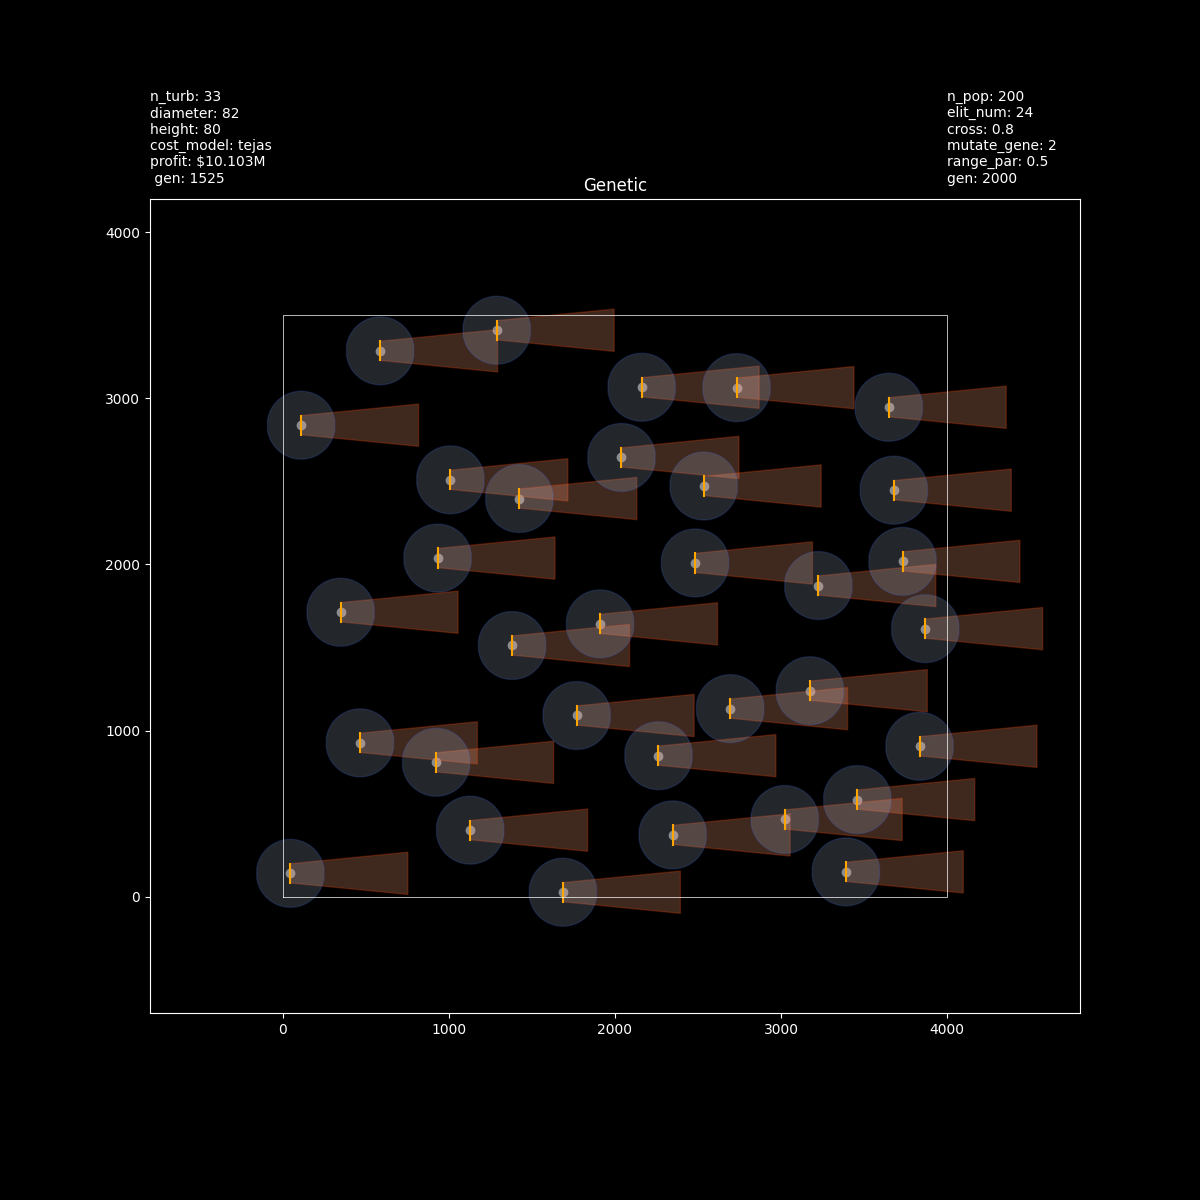 n_turb: 33
diameter: 82
height: 80
cost_model: tejas
profit: $10.103M
gen: 1525
n_pop: 200
elit_num: 24
cross: 0.8
mutate_gene: 2
range_par: 0.5
gen: 2000
Genetic
4000
3000
2000
1000
0
0 1000 2000 3000 4000